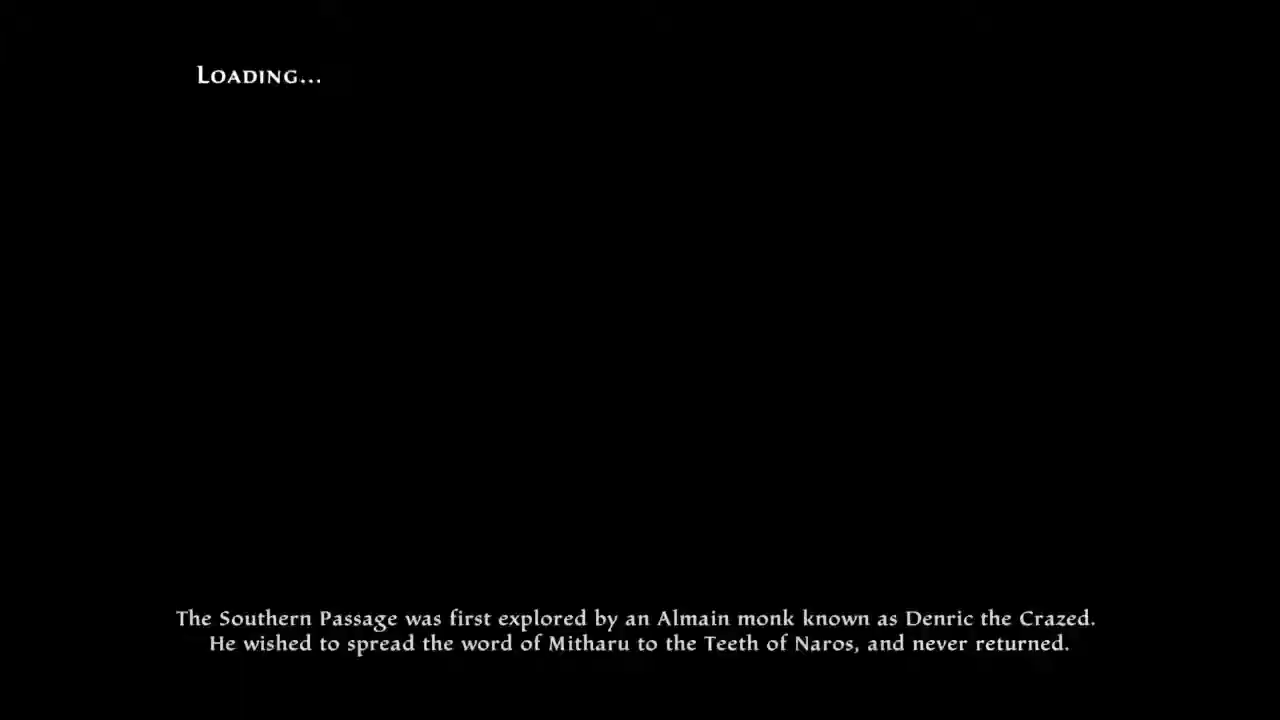 Loading...
The Southern Passage was first explored by an Almain monk known as Denric the Crazed.
He wished to spread the word of Mitharu to the Teeth of Naros, and never returned.